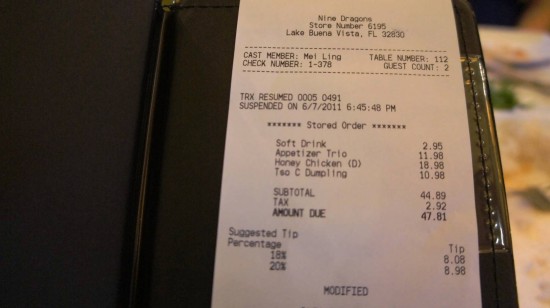 Nine Dragons
Store Number 6195
Lake Buena Vista, FL 32830
CAST MEMBER: Mei Ling TABLE NUMBER: 112
CHECK NUMBER: 1-378 GUEST COUNT: 2
TRX RESUMED 0005 0491
SUSPENDED ON 6/7/2011 6:45:48 PM
******* Stored Order *******
Soft Drink 2.95
Appetizer Trio 11.98
Honey Chicken (D) 18.98
Tso C Dumpling 10.98
SUBTOTAL 44.89
TAX 2.92
AMOUNT DUE 47.81
Suggested Tip
Percentage Tip
18% 8.08
20% 8.98
MODIFIED